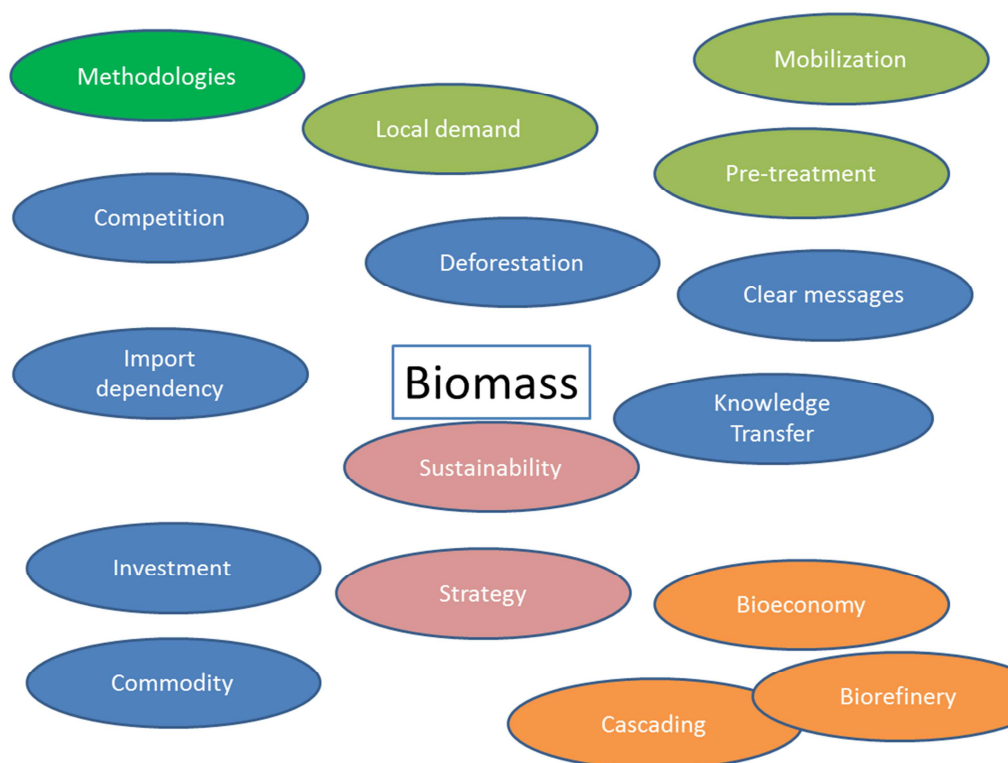 Methodologies
Mobilization
Local demand
Pre-treatment
Competition
Deforestation
Clear messages
Import
dependency
Biomass
Knowledge
Transfer
Sustainability
Investment
Strategy
Bioeconomy
Commodity
Biorefinery
Cascading